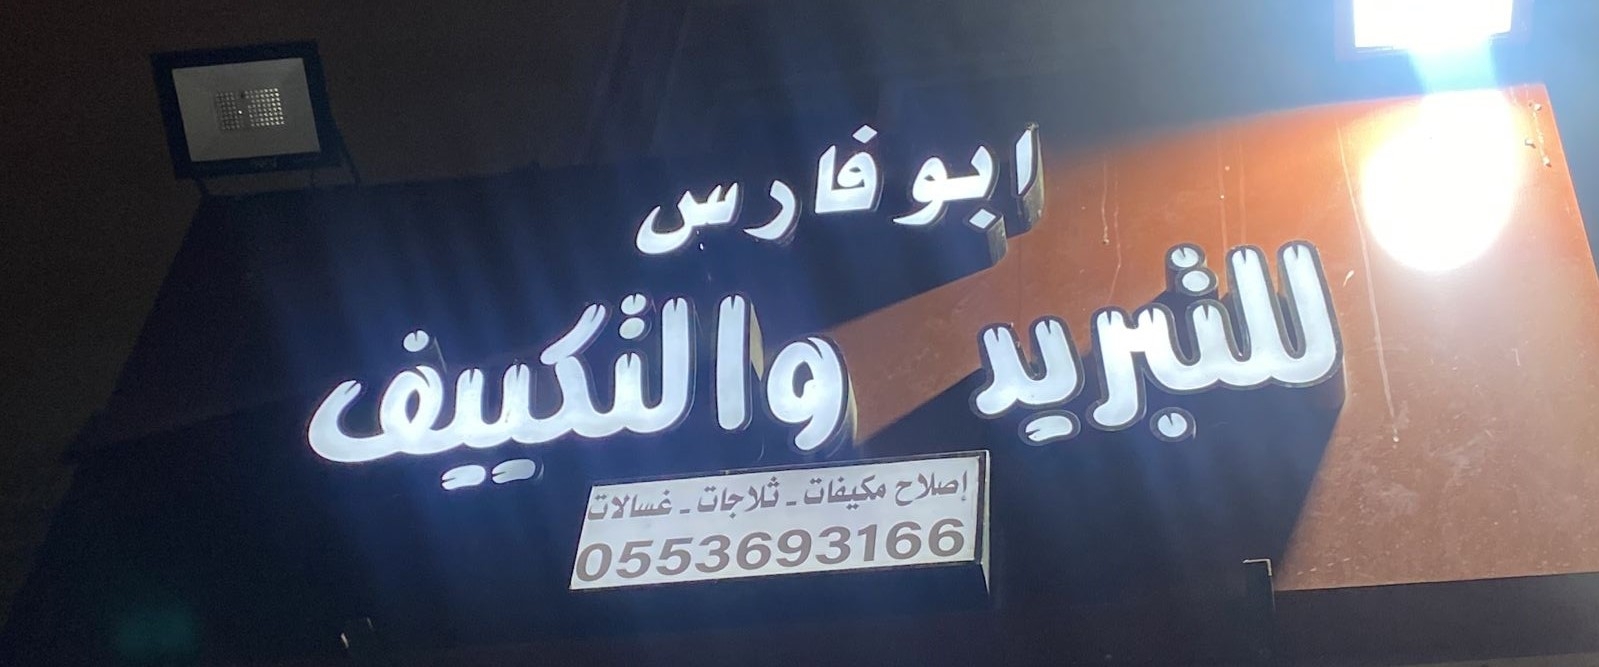 ابو فارس
للتبريد والتكييف
إصلاح مكيفات - ثلاجات - غسالات
0553693166